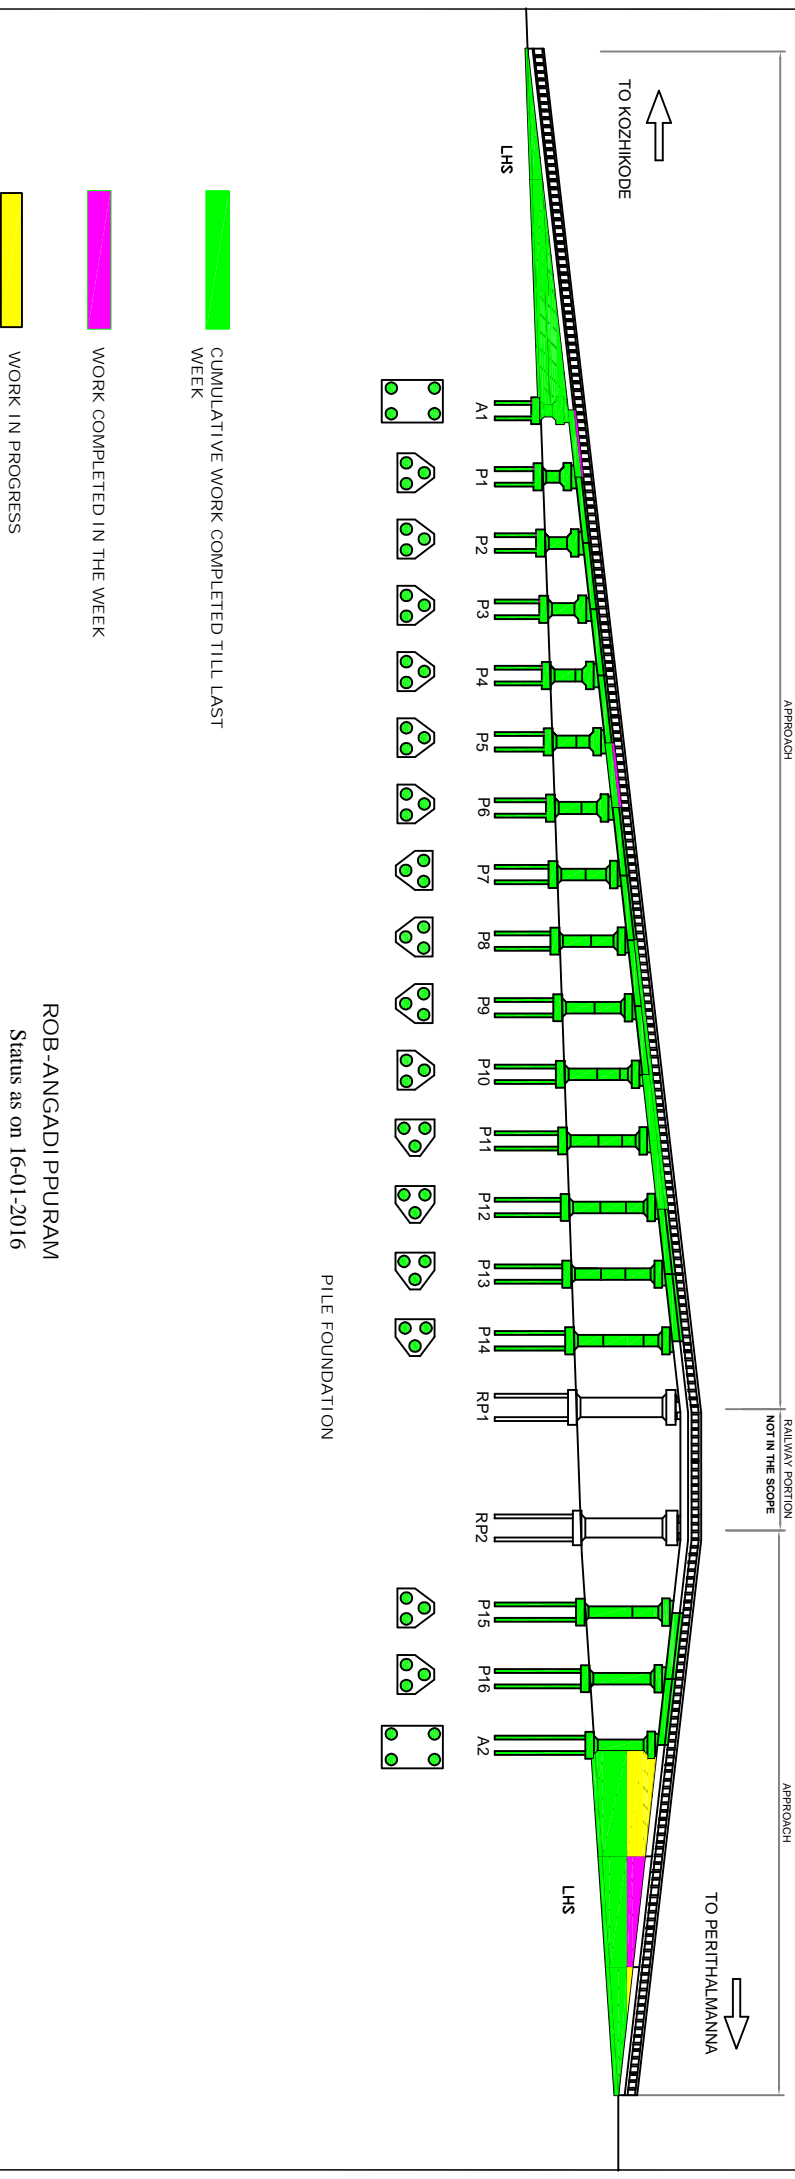 APPROACH
RAILWAY PORTION
NOT IN THE SCOPE
APPROACH
TO KOZHIKODE
TO PERITHALMANNA
LHS
LHS
A1
P1
P2
P3
P4
P5
P6
P7
P8
P9
P10
P11
P12
P13
P14
RP1
RP2
P15
P16
A2
PILE FOUNDATION
CUMULATIVE WORK COMPLETED TILL LAST
WEEK
WORK COMPLETED IN THE WEEK
WORK IN PROGRESS
ROB-ANGADIPPURAM
Status as on 16-01-2016